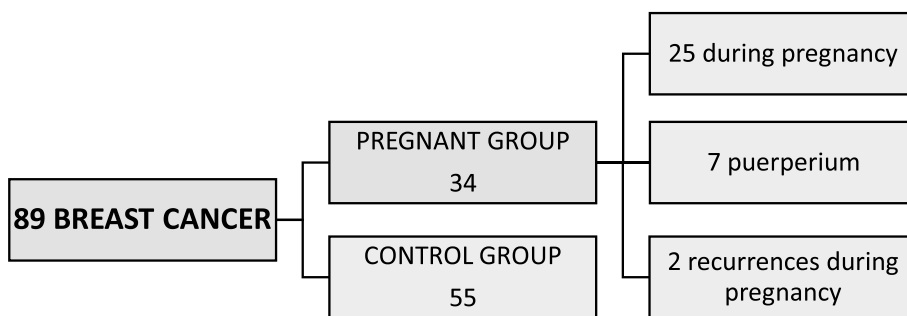 89 BREAST CANCER
PREGNANT GROUP
34
CONTROL GROUP
55
25 during pregnancy
7 puerperium
2 recurrences during
pregnancy